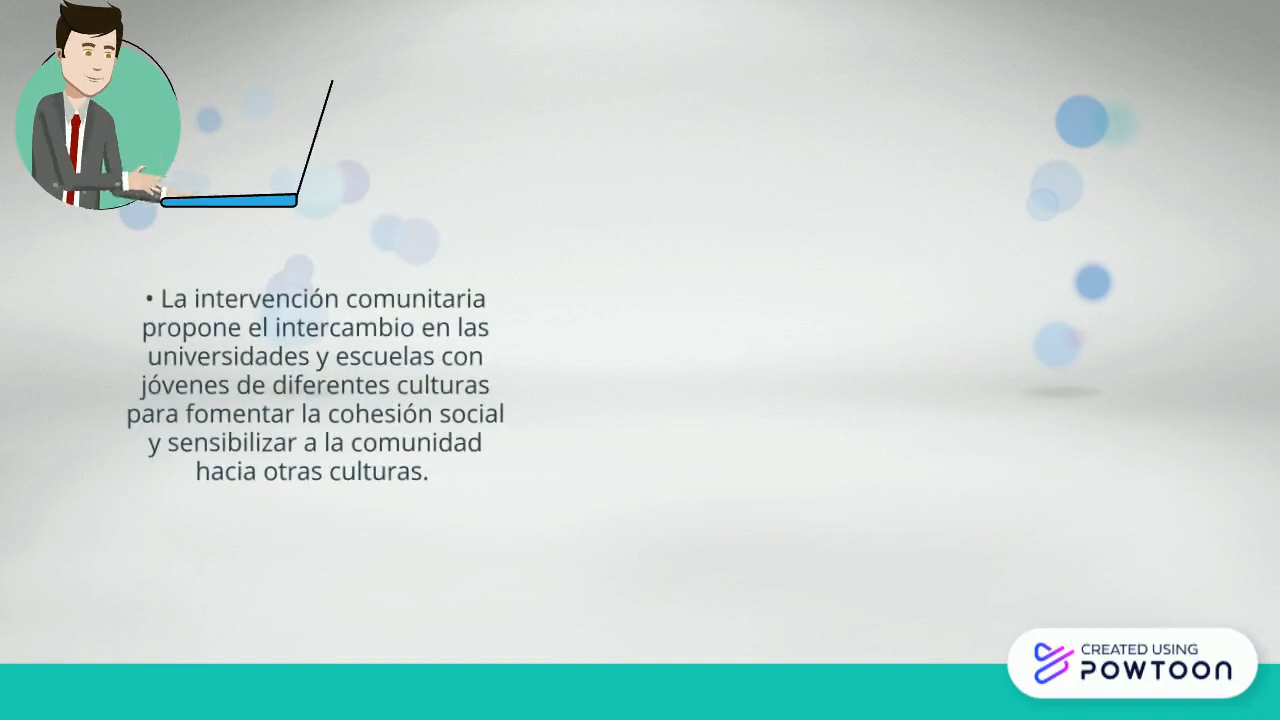 • La intervención comunitaria
propone el intercambio en las
universidades y escuelas con
jóvenes de diferentes culturas
para fomentar la cohesión social
y sensibilizar a la comunidad
hacia otras culturas.
CREATED USING
POWTOON